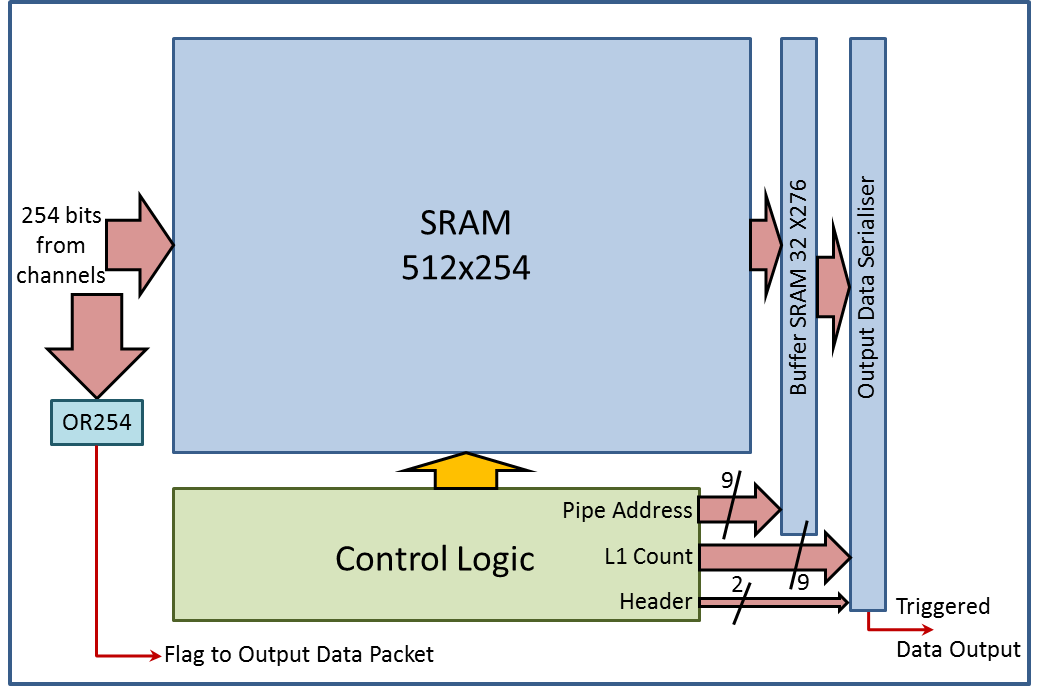 SRAM
512x254
254 bits
from
channels
Buffer SRAM 32 X276
Output Data Serialiser
OR254
9
Pipe Address
Control Logic
L1 Count
9
2
Header
Triggered
Data Output
Flag to Output Data Packet